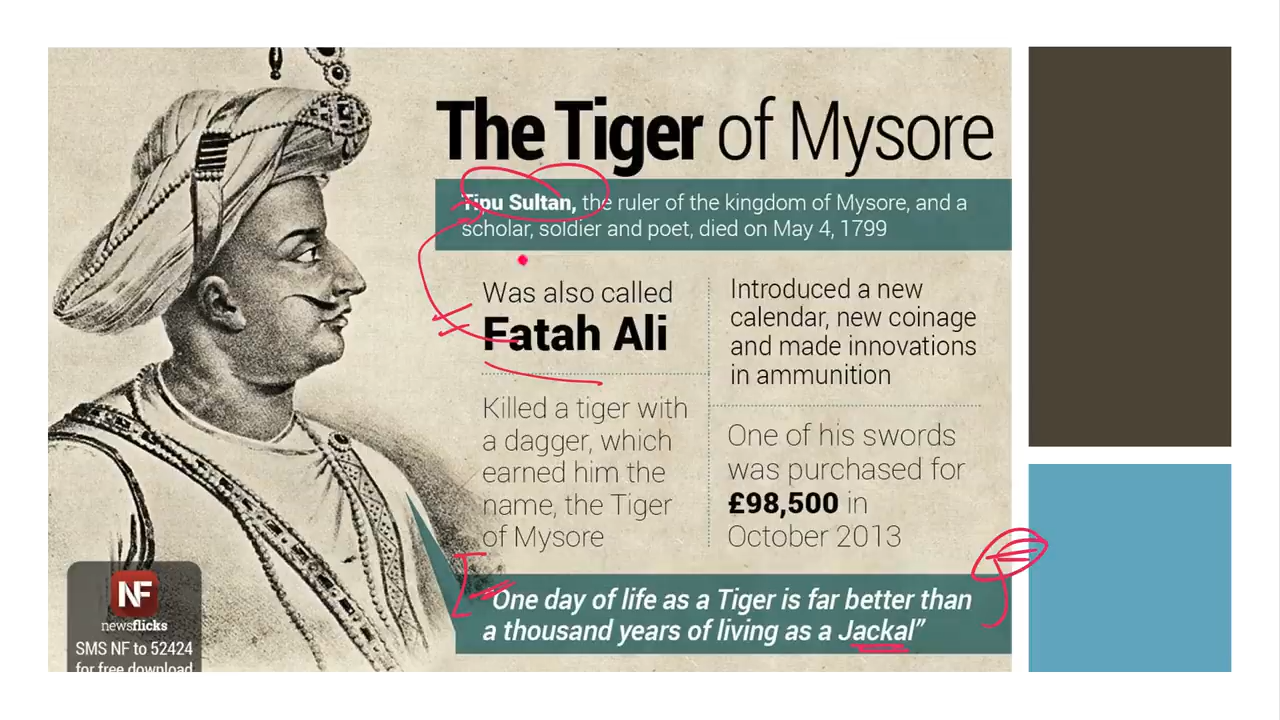 The Tiger of Mysore
Tipu Sultan, the ruler of the kingdom of Mysore, and a
scholar, soldier and poet, died on May 4, 1799
Was also called
Fatah Ali
Killed a tiger with
a dagger, which
earned him the
name, the Tiger
of Mysore
Introduced a new
calendar, new coinage
and made innovations
in ammunition
One of his swords
was purchased for
£98,500 in
October 2013
"One day of life as a Tiger is far better than
a thousand years of living as a Jackal"
NF
newsflicks
SMS NF to 52424
for free download